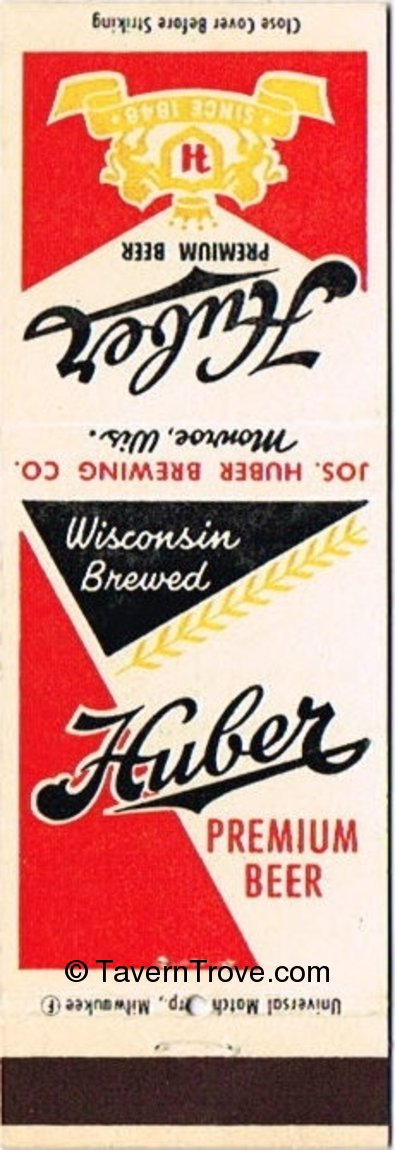 Close Cover Before Striking
• SINCE 1848 •
H
PREMIUM BEER
Huber
Monroe, Wis.
JOS. HUBER BREWING CO.
Wisconsin
Brewed
Huber
PREMIUM
BEER
© TavernTrove.com
Universal Match rp., Milwaukee